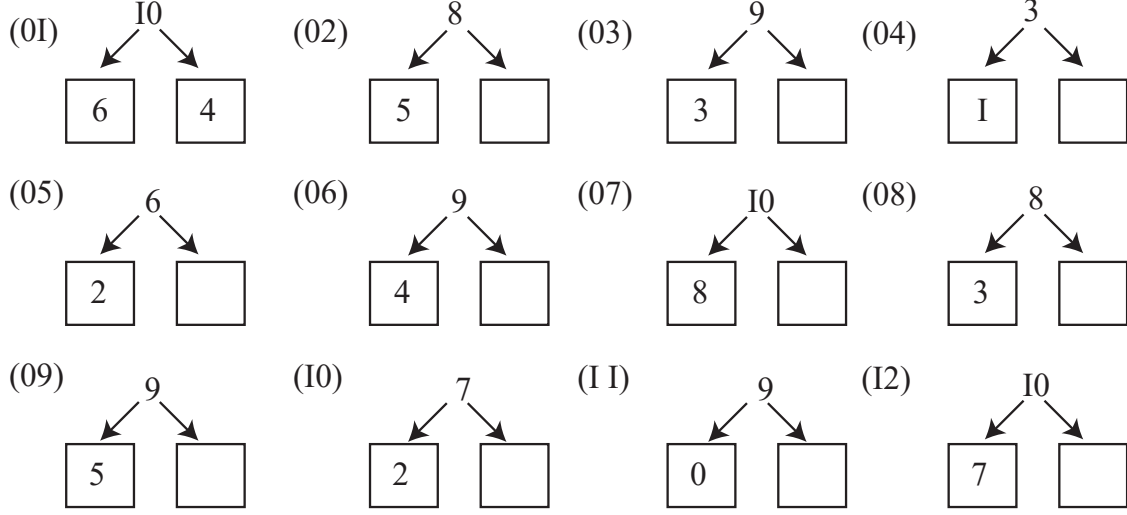 (0I) I0 (02) 8 (03) 9 (04) 3
6 4 5 3 I
(05) 6 (06) 9 (07) I0 (08) 8
2 4 8 3
(09) 9 (I0) 7 (I I) 9 (I2) I0
5 2 0 7